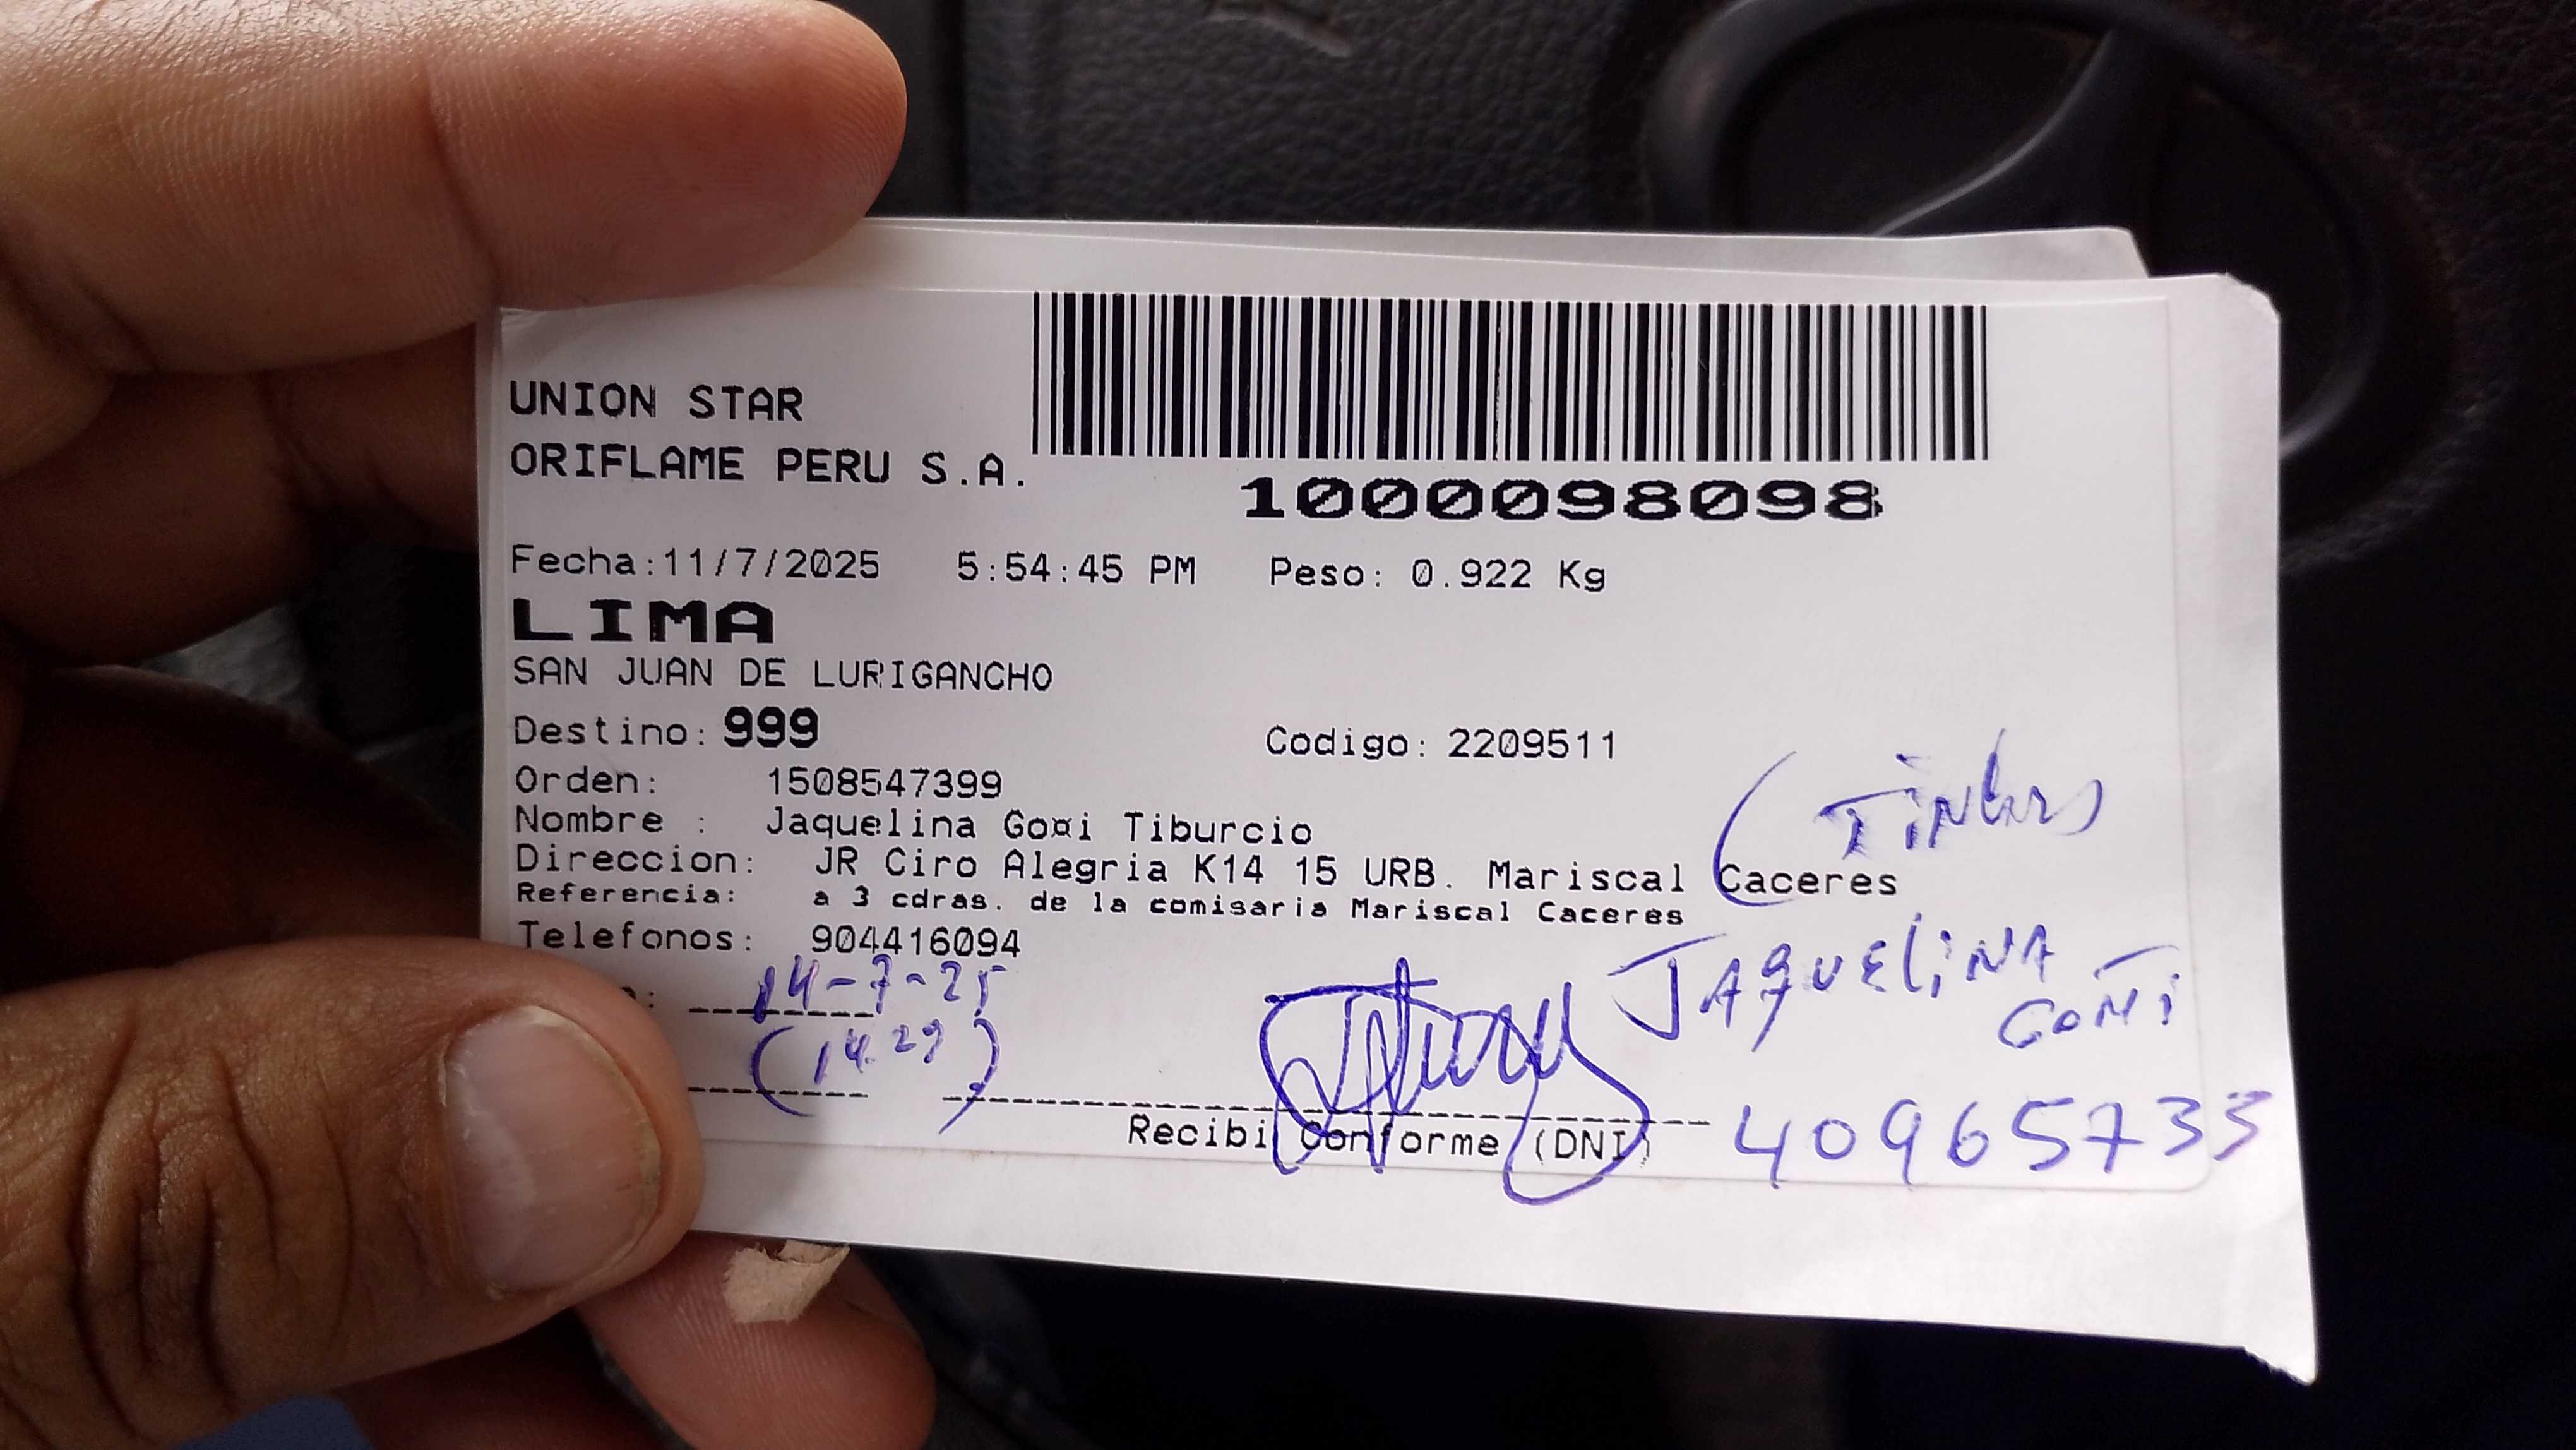 UNION STAR
ORIFLAME PERU S.A.
1000098098
Fecha:11/7/2025 5:54:45 PM Peso: 0.922 Kg
LIMA
SAN JUAN DE LURIGANCHO
Destino: 999 Codigo: 2209511
Orden: 1508547399
Nombre : Jaquelina Go¤i Tiburcio
Direccion: JR Ciro Alegria K14 15 URB. Mariscal Caceres
Referencia: a 3 cdras. de la comisaria Mariscal Caceres
Telefonos: 904416094
14-7-25
JAqUEliNA
GOÑi
(14.29)
Recibi Conforme (DNI) 40965733